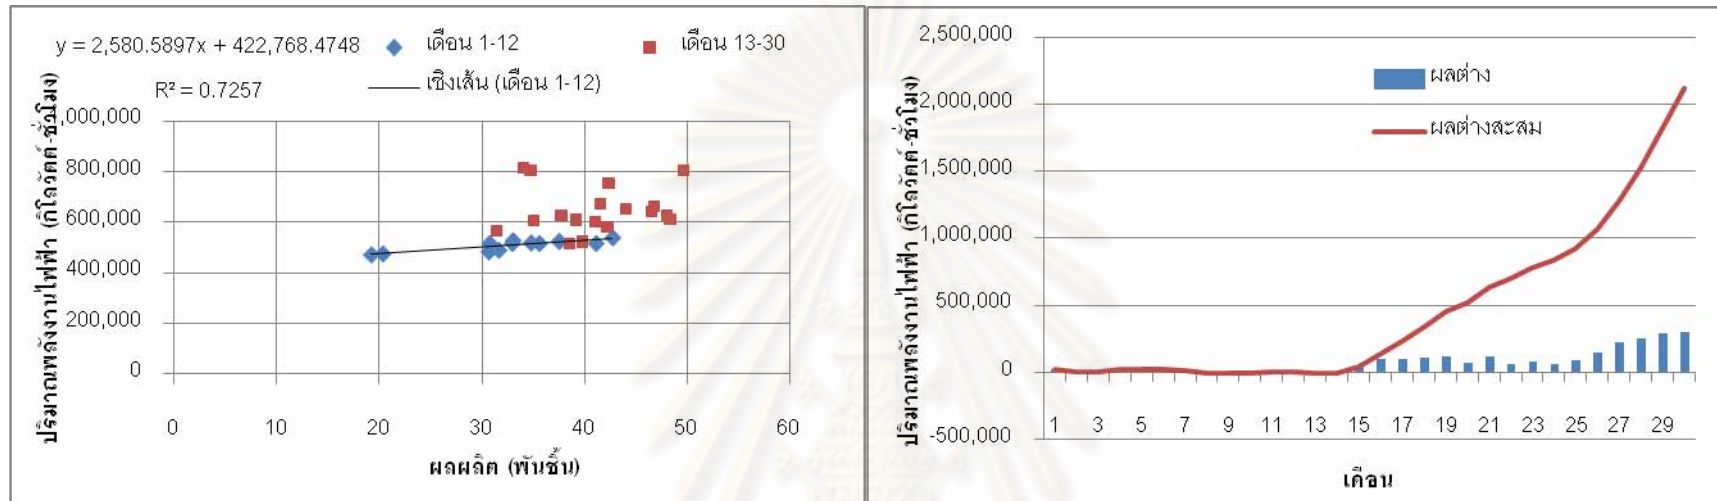 y = 2,580.5897x + 422,768.4748
เดือน 1-12
เดือน 13-30
R² = 0.7257
เชิงเส้น (เดือน 1-12)
ปริมาณพลังงานไฟฟ้า (กิโลวัตต์-ชั่วโมง)
,000,000
800,000
600,000
400,000
200,000
0
0 10 20 30 40 50 60
ผลผลิต (พันชิ้น)
ปริมาณพลังงานไฟฟ้า (กิโลวัตต์-ชั่วโมง)
2,500,000
2,000,000
1,500,000
1,000,000
500,000
0
-500,000
ผลต่าง
ผลต่างสะสม
1 3 5 7 9 11 13 15 17 19 21 23 25 27 29
เดือน